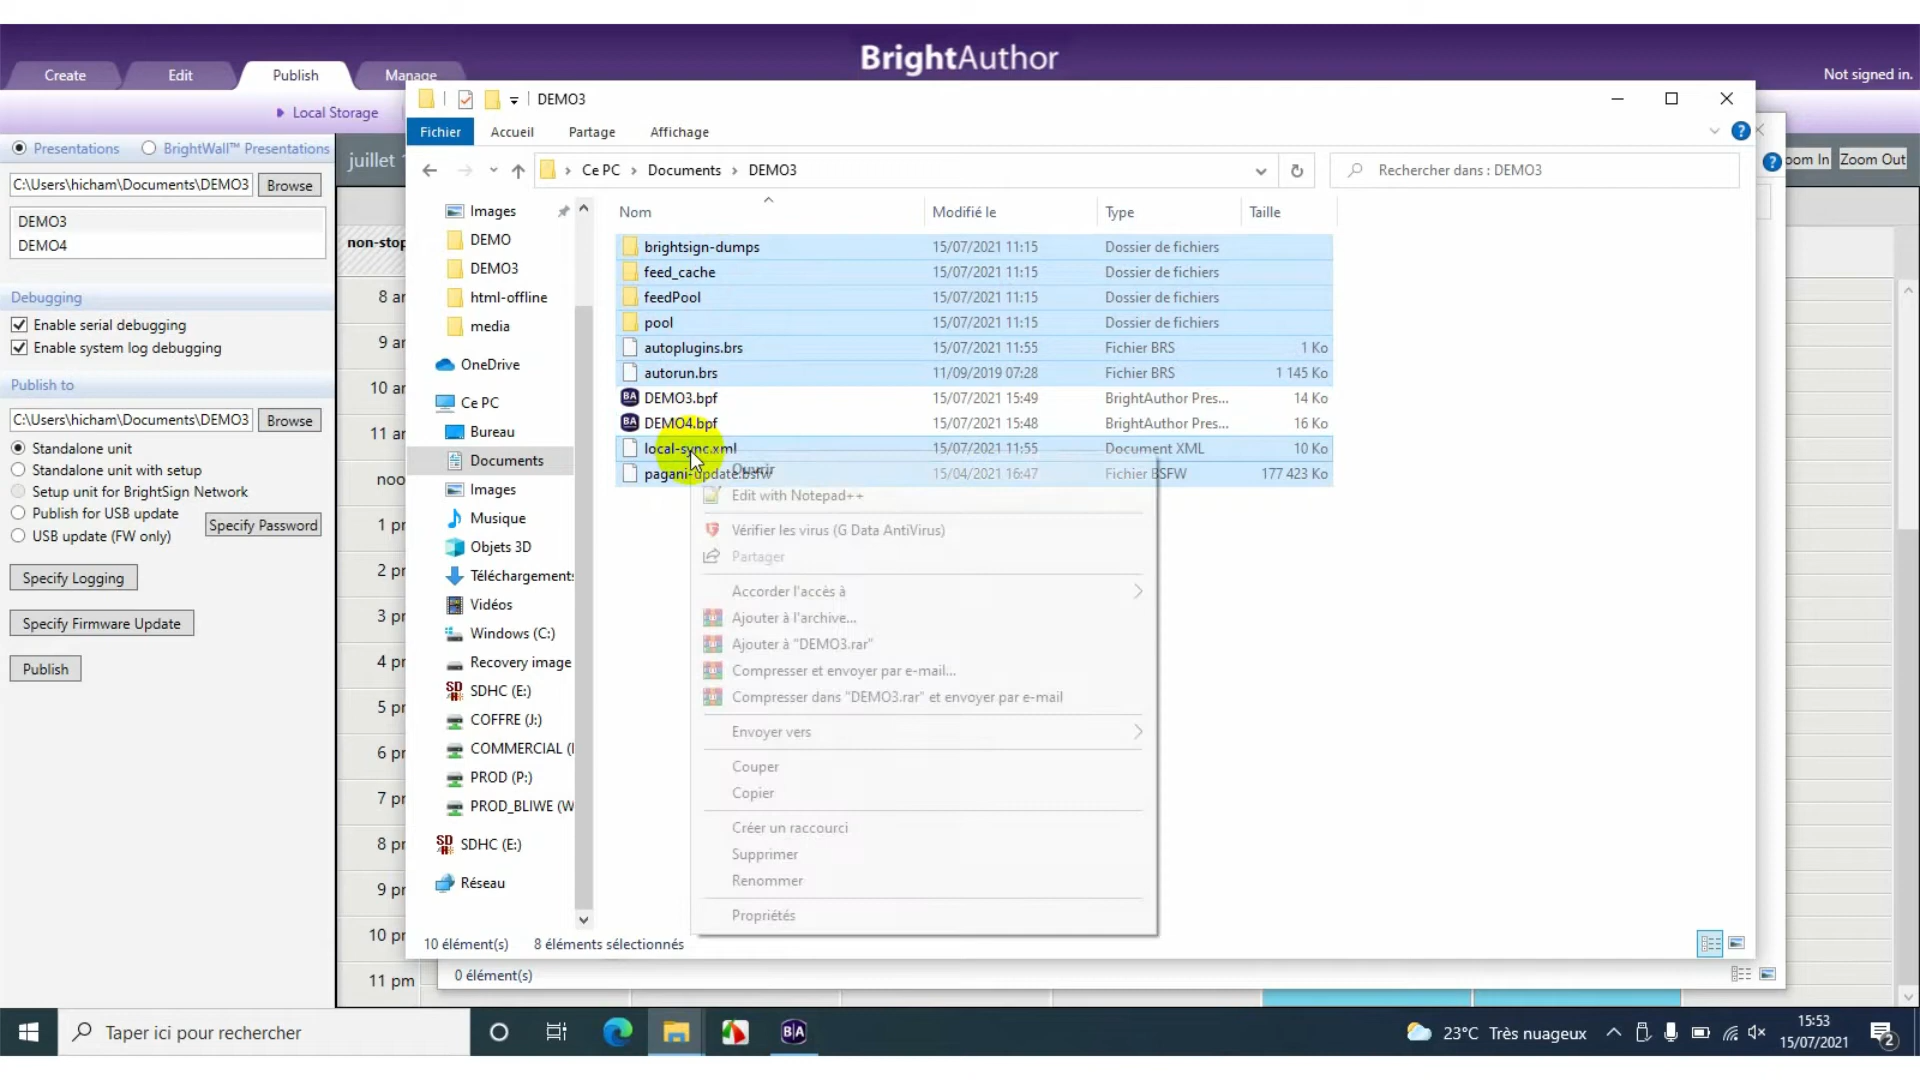 BrightAuthor
Create
Edit
Publish
Manage
Not signed in.
Local Storage
Presentations
BrightWall™ Presentations
C:\Users\hicham\Documents\DEMO3
Browse
DEMO3
DEMO4
Debugging
Enable serial debugging
Enable system log debugging
Publish to
C:\Users\hicham\Documents\DEMO3
Browse
Standalone unit
Standalone unit with setup
Setup unit for BrightSign Network
Publish for USB update
USB update (FW only)
Specify Password
Specify Logging
Specify Firmware Update
Publish
juillet
oom In
Zoom Out
non-stop
8 am
9 am
10 am
11 am
noo
1 pm
2 pm
3 pm
4 pm
5 pm
6 pm
7 pm
8 pm
9 pm
10 pm
11 pm
DEMO3
Fichier
Accueil
Partage
Affichage
Ce PC
Documents
DEMO3
Rechercher dans : DEMO3
Images
DEMO
DEMO3
html-offline
media
OneDrive
Ce PC
Bureau
Documents
Images
Musique
Objets 3D
Téléchargements
Vidéos
Windows (C:)
Recovery image
SDHC (E:)
COFFRE (J:)
COMMERCIAL (
PROD (P:)
PROD_BLIWE (W
SDHC (E:)
Réseau
Nom
Modifié le
Type
Taille
brightsign-dumps 15/07/2021 11:15 Dossier de fichiers
feed_cache 15/07/2021 11:15 Dossier de fichiers
feedPool 15/07/2021 11:15 Dossier de fichiers
pool 15/07/2021 11:15 Dossier de fichiers
autoplugins.brs 15/07/2021 11:55 Fichier BRS 1 Ko
autorun.brs 11/09/2019 07:28 Fichier BRS 1 145 Ko
BA DEMO3.bpf 15/07/2021 15:49 BrightAuthor Pres... 14 Ko
BA DEMO4.bpf 15/07/2021 15:48 BrightAuthor Pres... 16 Ko
local-sync.xml 15/07/2021 11:55 Document XML 10 Ko
pagani-update.bsfw 15/04/2021 16:47 Fichier BSFW 177 423 Ko
Ouvrir
Edit with Notepad++
Vérifier les virus (G Data AntiVirus)
Partager
Accorder l'accès à
Ajouter à l'archive...
Ajouter à "DEMO3.rar"
Compresser et envoyer par e-mail...
Compresser dans "DEMO3.rar" et envoyer par e-mail
Envoyer vers
Couper
Copier
Créer un raccourci
Supprimer
Renommer
Propriétés
10 élément(s)
8 éléments sélectionnés
0 élément(s)
Taper ici pour rechercher
B|A
23°C Très nuageux
15:53
15/07/2021
2